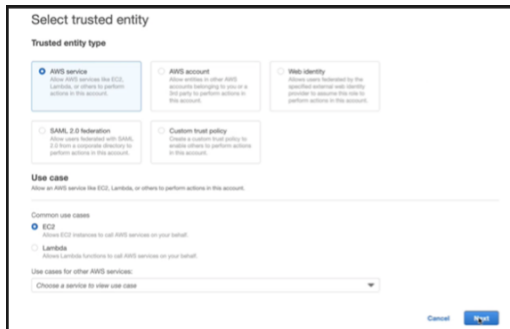 Select trusted entity
Trusted entity type
AWS service
Allow AWS services like EC2,
Lambda, or others to perform
actions in this account.
AWS account
Allow entities in other AWS
accounts belonging to you or a
3rd party to perform actions in
this account.
Web identity
Allows users federated by the
specified external web identity
provider to assume this role to
perform actions in this account.
SAML 2.0 federation
Allow users federated with SAML
2.0 from a corporate directory to
perform actions in this account.
Custom trust policy
Create a custom trust policy to
enable others to perform actions
in this account.
Use case
Allow an AWS service like EC2, Lambda, or others to perform actions in this account.
Common use cases
EC2
Allows EC2 instances to call AWS services on your behalf.
Lambda
Allows Lambda functions to call AWS services on your behalf.
Use cases for other AWS services:
Choose a service to view use case
Cancel
Next